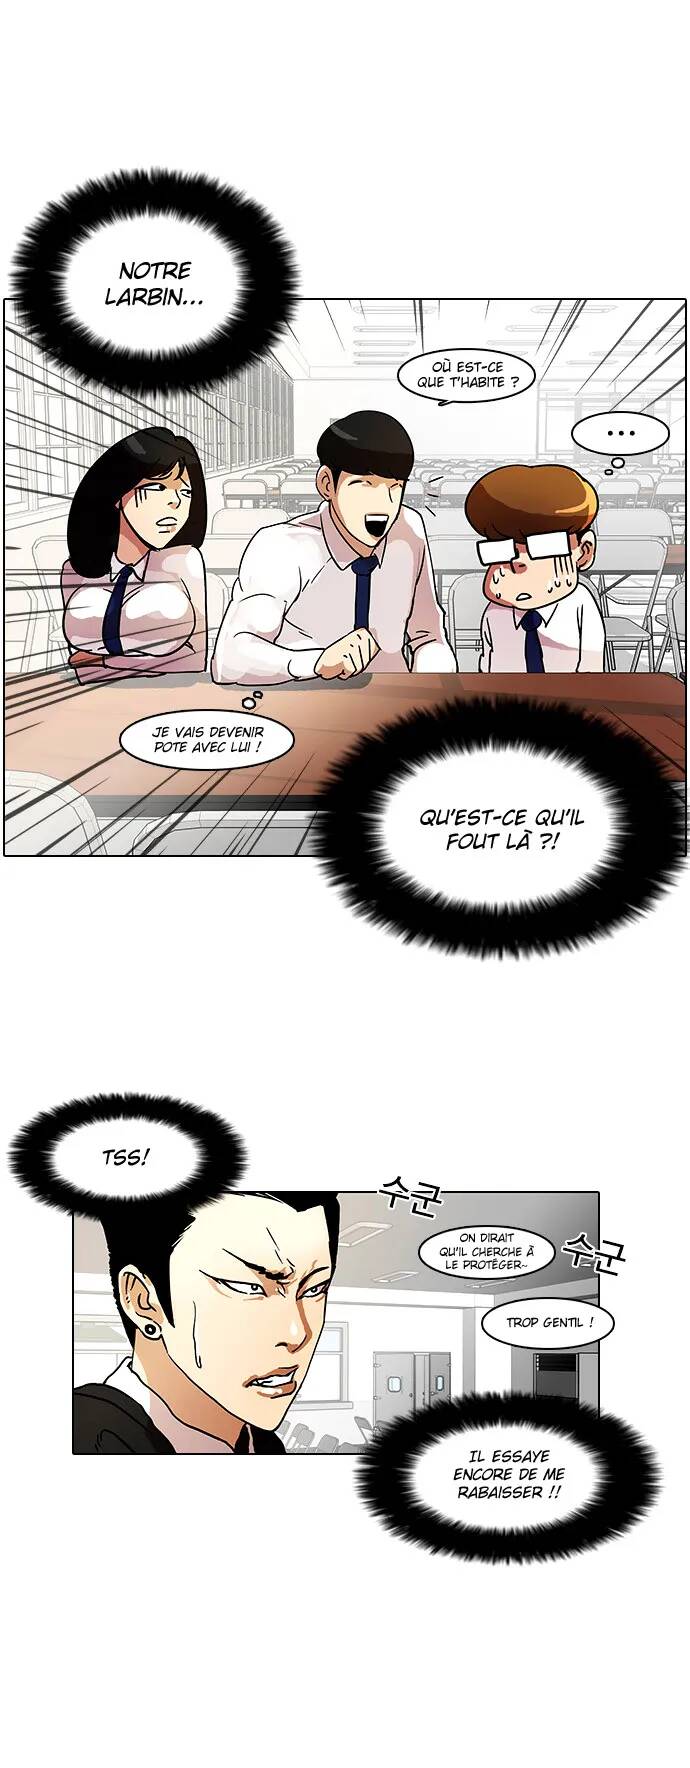 NOTRE
LARBIN...
OÙ EST-CE
QUE T'HABITE ?
...
JE VAIS DEVENIR
POTE AVEC LUI !
QU'EST-CE QU'IL
FOUT LÀ ?!
TSS!
수군
ON DIRAIT
QU'IL CHERCHE À
LE PROTÉGER~
수군
TROP GENTIL !
IL ESSAYE
ENCORE DE ME
RABAISSER !!